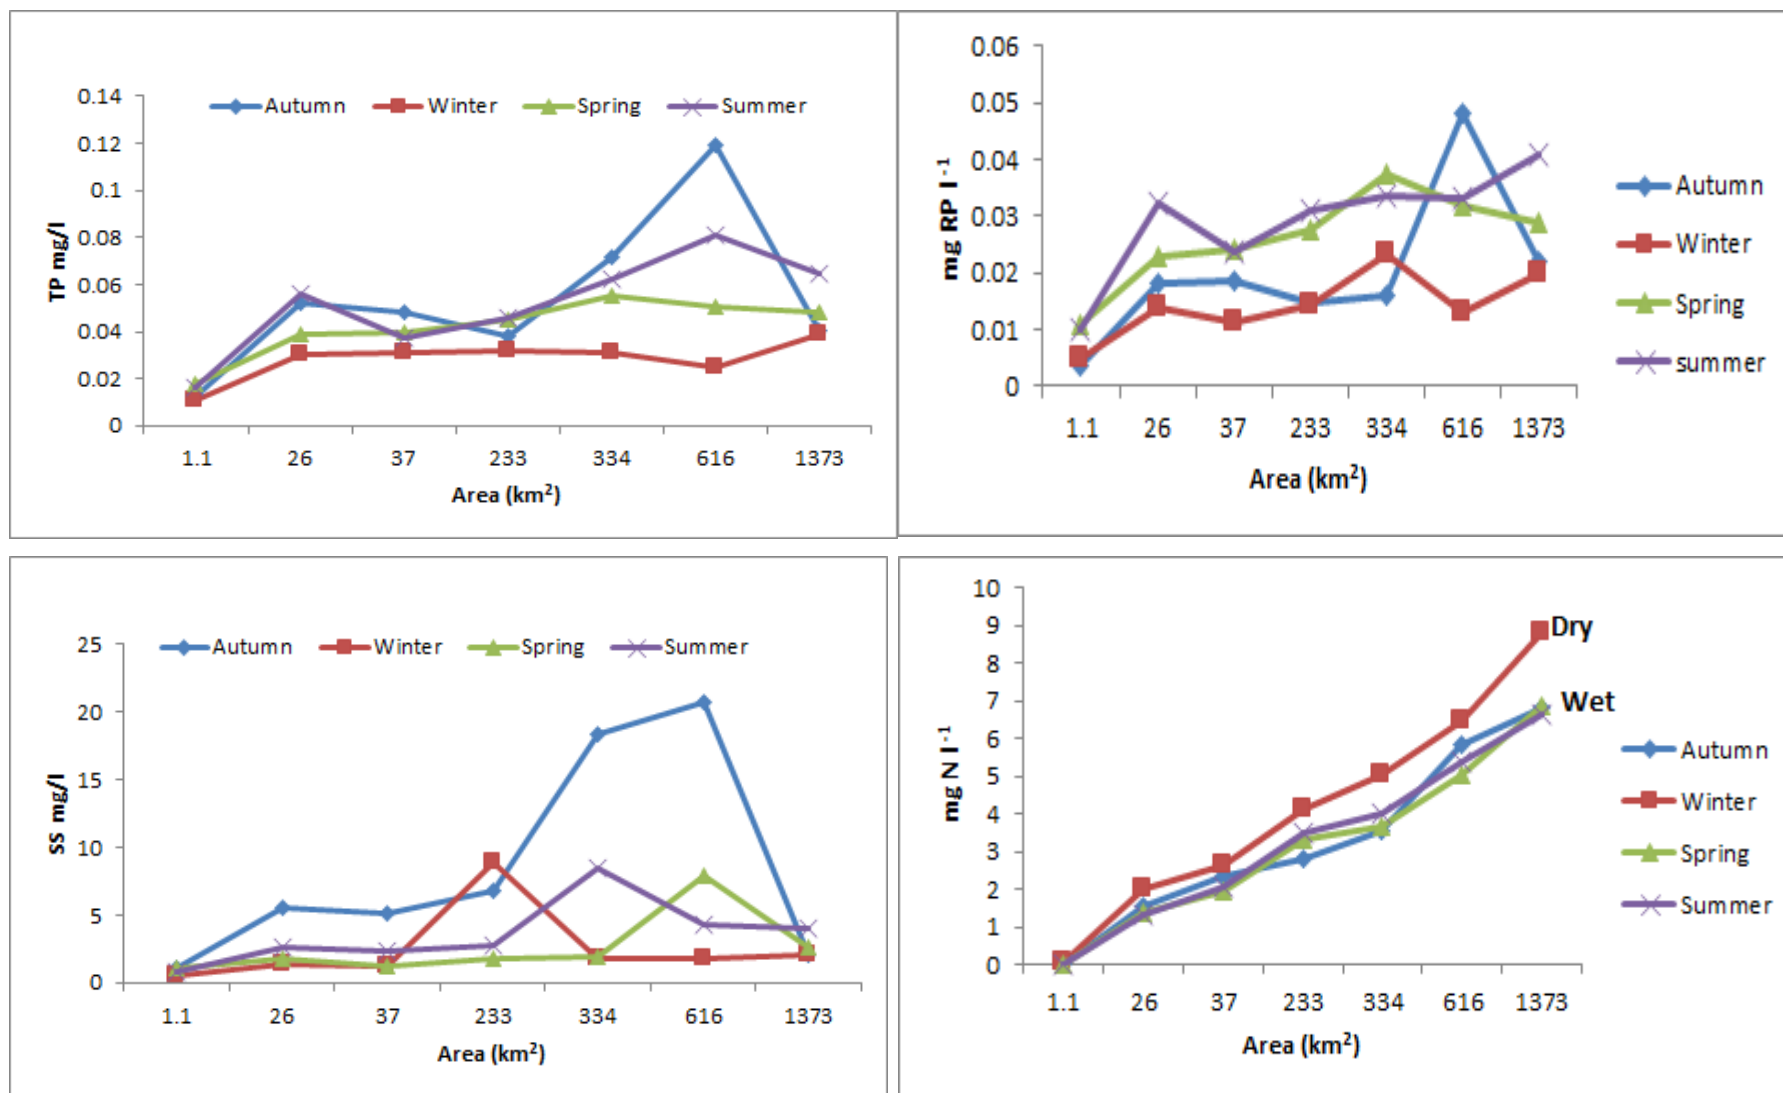 TP mg/l
0.14
0.12
0.1
0.08
0.06
0.04
0.02
0
Autumn Winter Spring Summer
1.1 26 37 233 334 616 1373
Area (km²)
mg RP l⁻¹
0.06
0.05
0.04
0.03
0.02
0.01
0
1.1 26 37 233 334 616 1373
Area (km²)
Autumn
Winter
Spring
summer
SS mg/l
25
20
15
10
5
0
Autumn Winter Spring Summer
1.1 26 37 233 334 616 1373
Area (km²)
mg N l⁻¹
10
9
8
7
6
5
4
3
2
1
0
Dry
Wet
1.1 26 37 233 334 616 1373
Area (km²)
Autumn
Winter
Spring
Summer